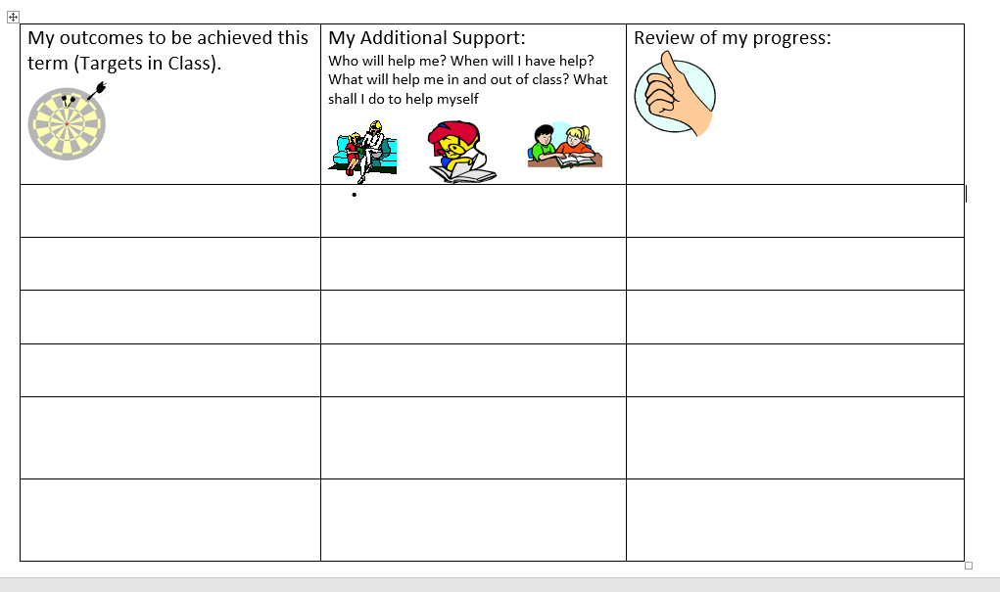 My outcomes to be achieved this
term (Targets in Class).
My Additional Support:
Who will help me? When will I have help?
What will help me in and out of class? What
shall I do to help myself
•
Review of my progress: